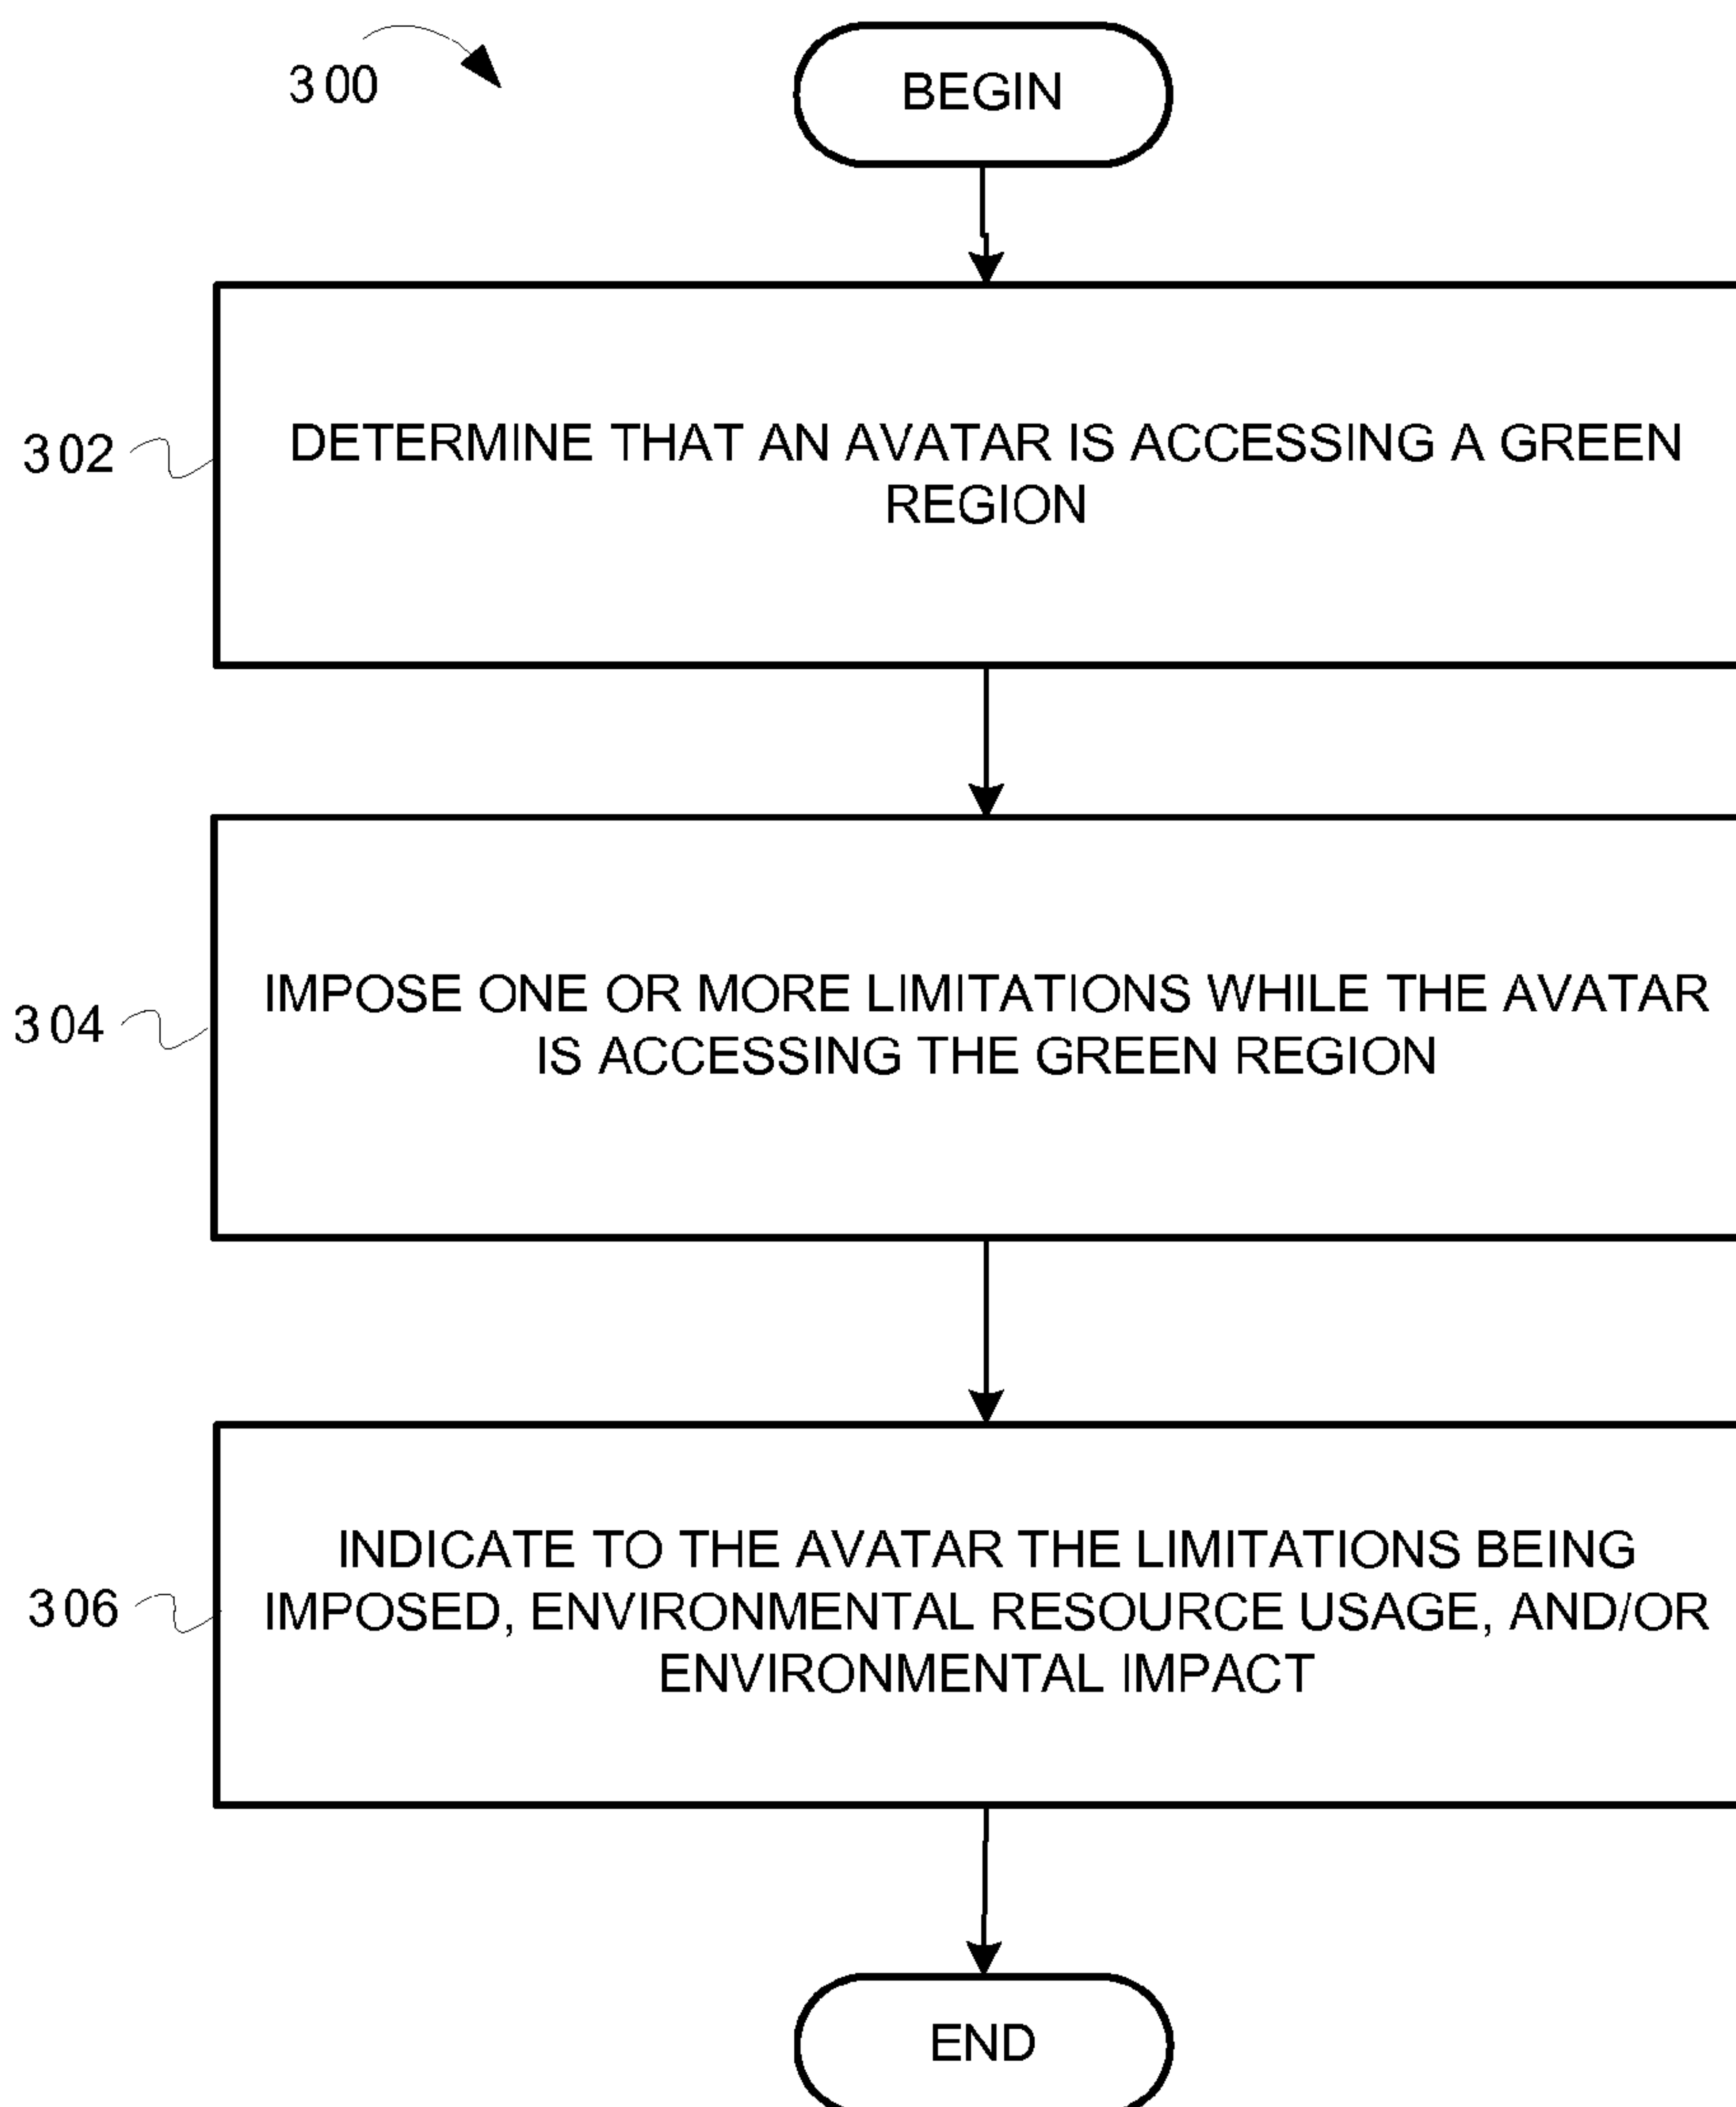 300
BEGIN
302
DETERMINE THAT AN AVATAR IS ACCESSING A GREEN
REGION
304
IMPOSE ONE OR MORE LIMITATIONS WHILE THE AVATAR
IS ACCESSING THE GREEN REGION
306
INDICATE TO THE AVATAR THE LIMITATIONS BEING
IMPOSED, ENVIRONMENTAL RESOURCE USAGE, AND/OR
ENVIRONMENTAL IMPACT
END